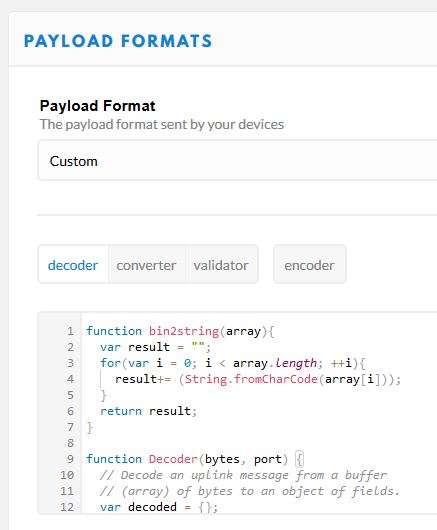 PAYLOAD FORMATS
Payload Format
The payload format sent by your devices
Custom
decoder converter validator encoder
1 function bin2string(array){
2 var result = "";
3 for(var i = 0; i < array.length; ++i){
4 result+= (String.fromCharCode(array[i]));
5 }
6 return result;
7 }
8
9 function Decoder(bytes, port) {
10 // Decode an uplink message from a buffer
11 // (array) of bytes to an object of fields.
12 var decoded = {};